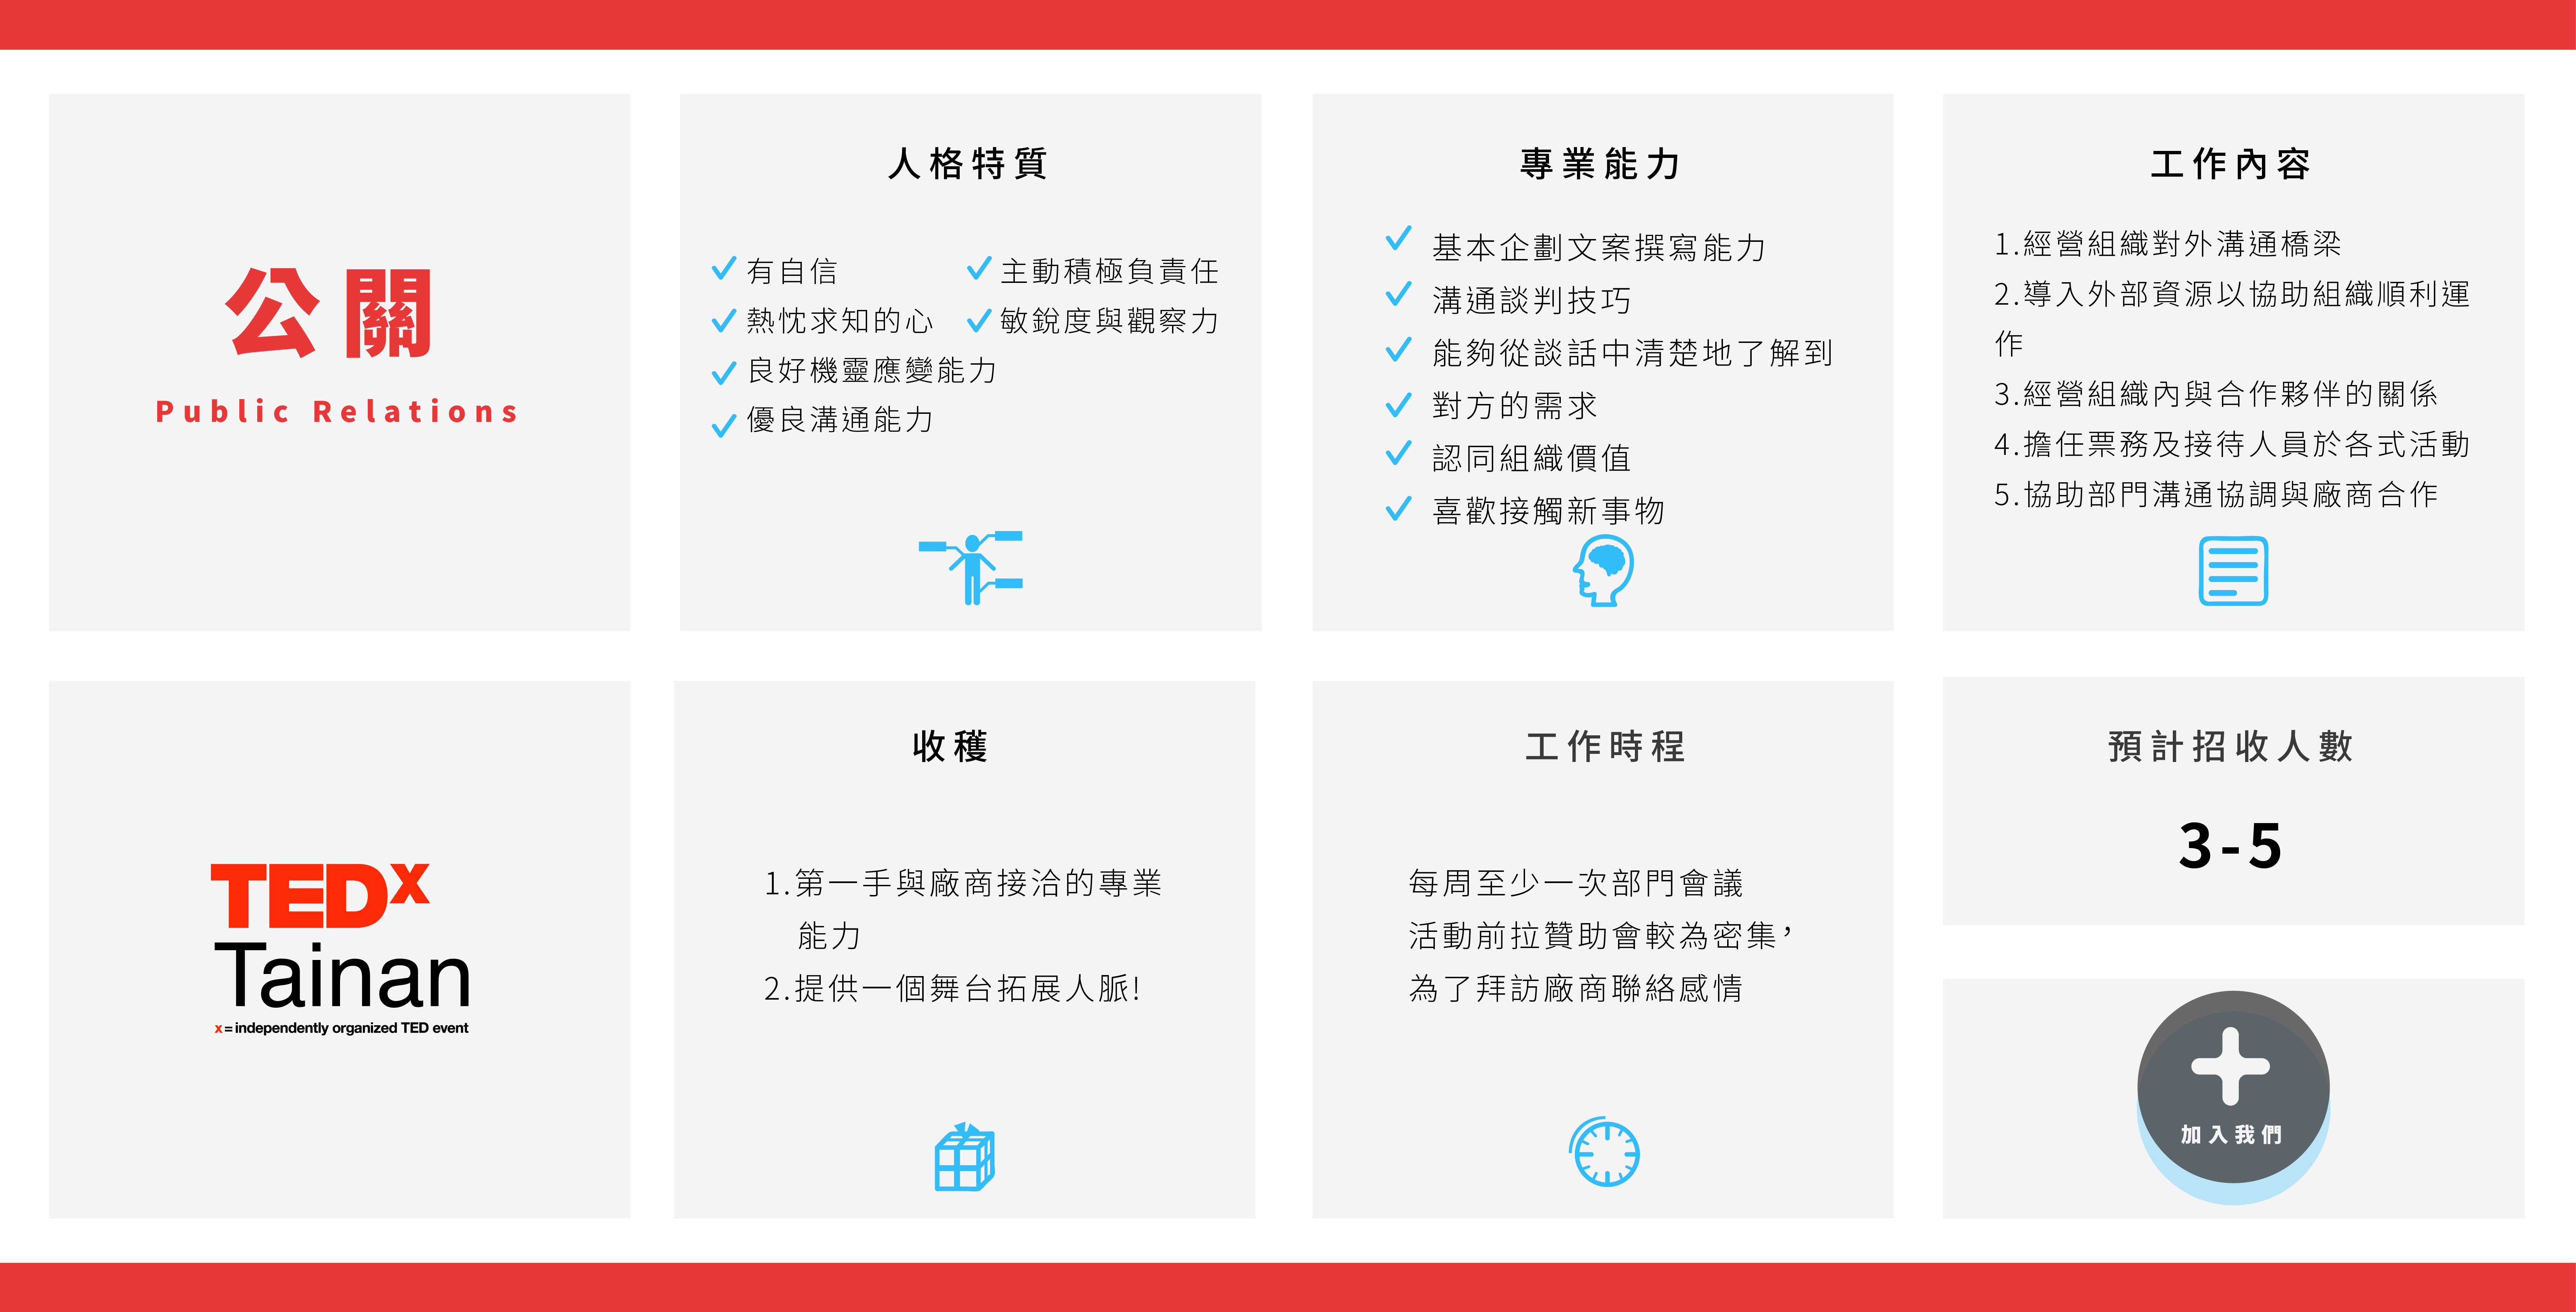 公關
Public Relations
人格特質
有自信
主動積極負責任
熱忱求知的心
敏銳度與觀察力
良好機靈應變能力
優良溝通能力
專業能力
基本企劃文案撰寫能力
溝通談判技巧
能夠從談話中清楚地了解到
對方的需求
認同組織價值
喜歡接觸新事物
工作內容
1.經營組織對外溝通橋梁
2.導入外部資源以協助組織順利運
作
3.經營組織內與合作夥伴的關係
4.擔任票務及接待人員於各式活動
5.協助部門溝通協調與廠商合作
TEDx
Tainan
x = independently organized TED event
收穫
1.第一手與廠商接洽的專業
能力
2.提供一個舞台拓展人脈!
工作時程
每周至少一次部門會議
活動前拉贊助會較為密集，
為了拜訪廠商聯絡感情
預計招收人數
3-5
加入我們